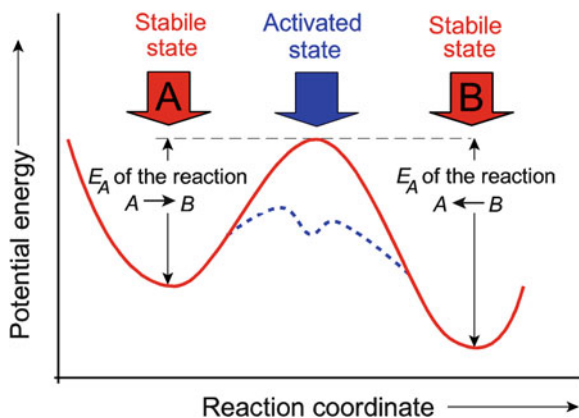 Stabile
state
Activated
state
Stabile
state
A
B
E_A of the reaction
A → B
E_A of the reaction
A ← B
Potential energy
Reaction coordinate